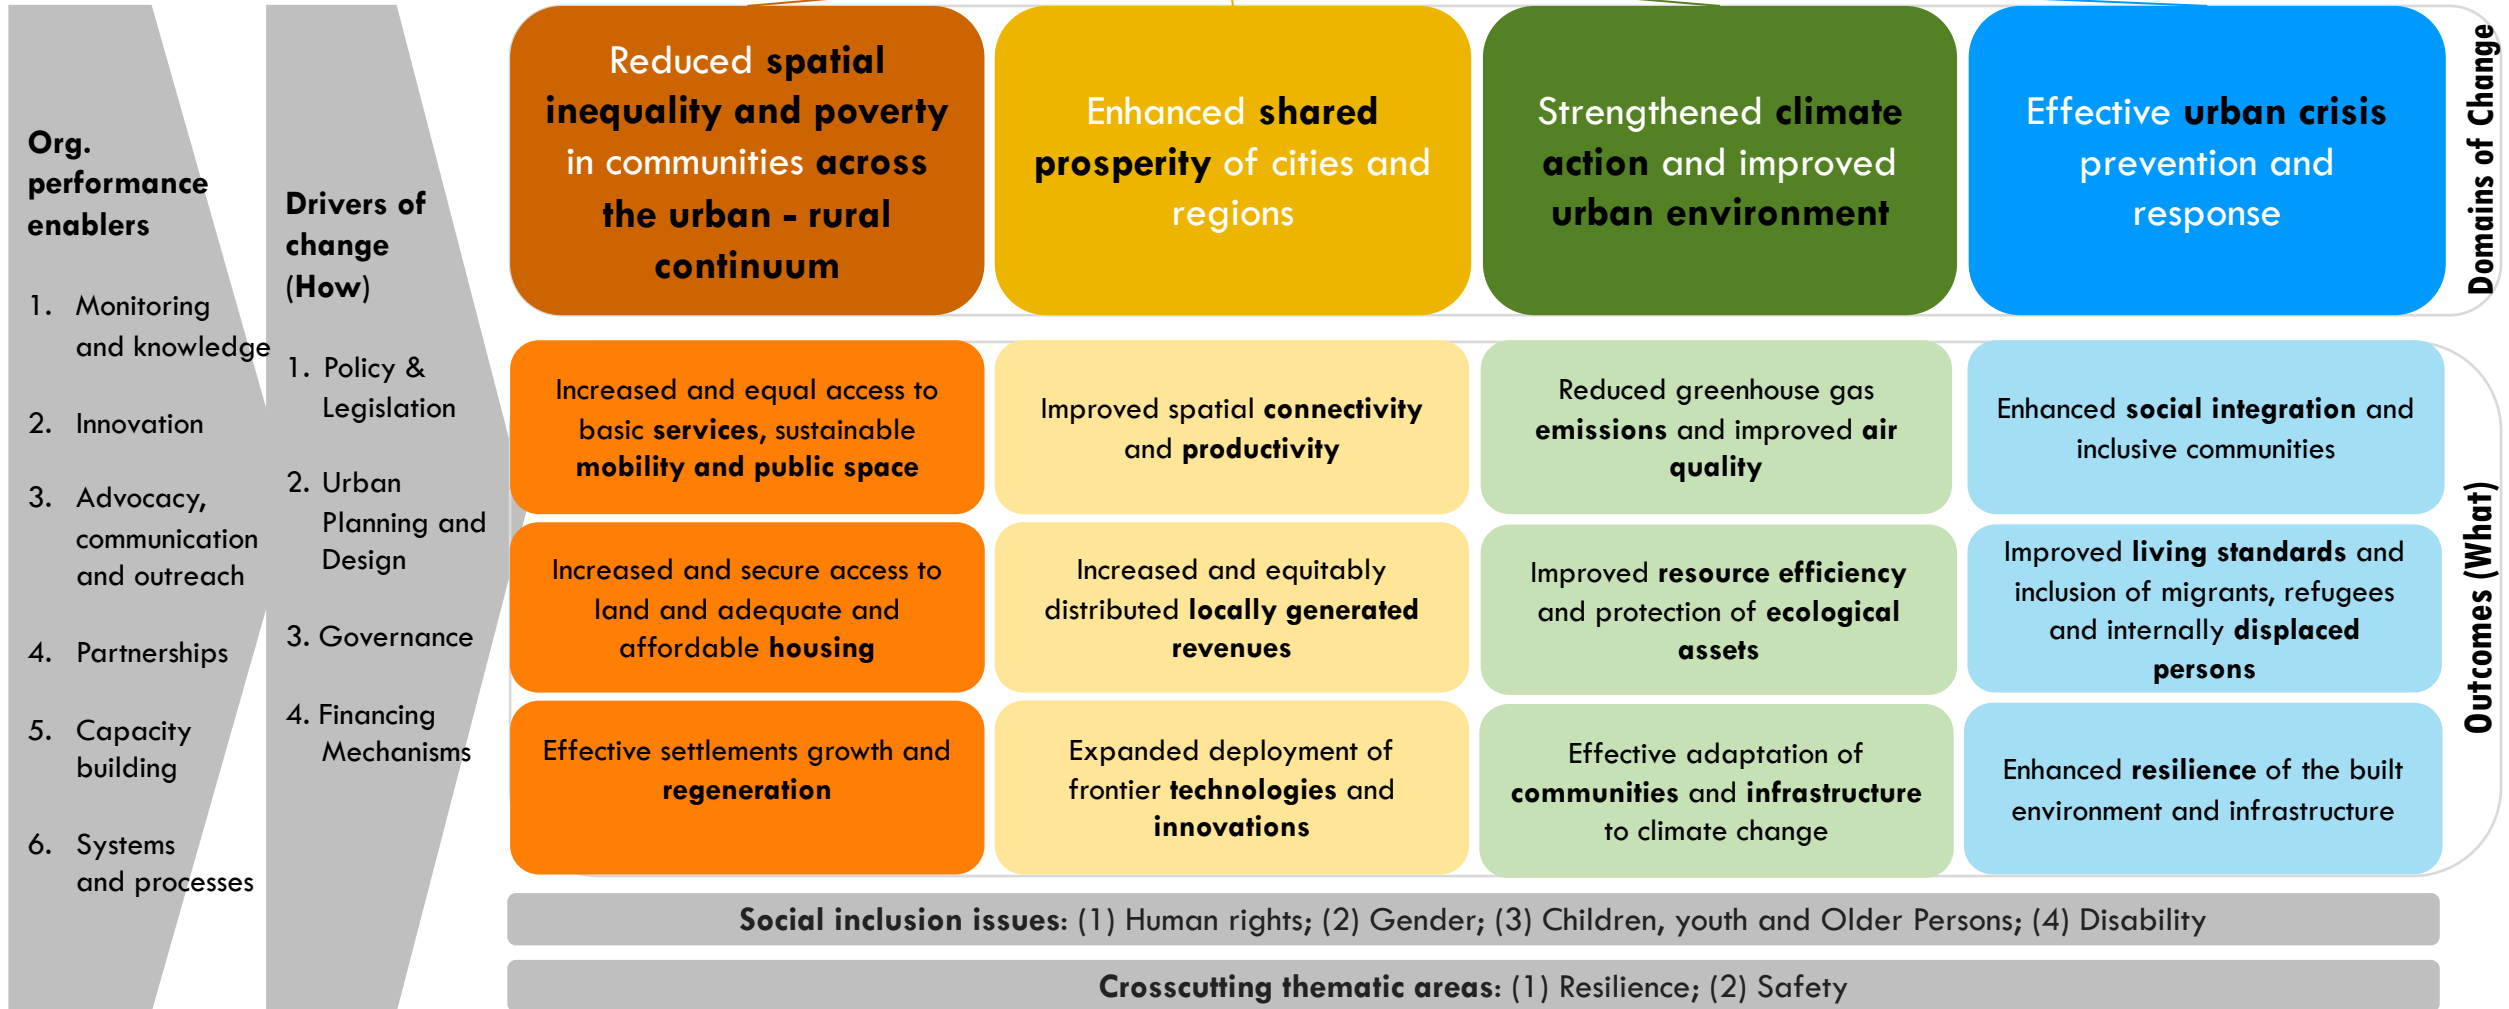 Org.
performance
enablers
1. Monitoring
and knowledge
2. Innovation
3. Advocacy,
communication
and outreach
4. Partnerships
5. Capacity
building
6. Systems
and processes
Drivers of
change
(How)
1. Policy &
Legislation
2. Urban
Planning and
Design
3. Governance
4. Financing
Mechanisms
Reduced spatial
inequality and poverty
in communities across
the urban - rural
continuum
Enhanced shared
prosperity of cities and
regions
Strengthened climate
action and improved
urban environment
Effective urban crisis
prevention and
response
Domains of Change
Increased and equal access to
basic services, sustainable
mobility and public space
Improved spatial connectivity
and productivity
Reduced greenhouse gas
emissions and improved air
quality
Enhanced social integration and
inclusive communities
Increased and secure access to
land and adequate and
affordable housing
Increased and equitably
distributed locally generated
revenues
Improved resource efficiency
and protection of ecological
assets
Improved living standards and
inclusion of migrants, refugees
and internally displaced
persons
Effective settlements growth and
regeneration
Expanded deployment of
frontier technologies and
innovations
Effective adaptation of
communities and infrastructure
to climate change
Enhanced resilience of the built
environment and infrastructure
Outcomes (What)
Social inclusion issues: (1) Human rights; (2) Gender; (3) Children, youth and Older Persons; (4) Disability
Crosscutting thematic areas: (1) Resilience; (2) Safety